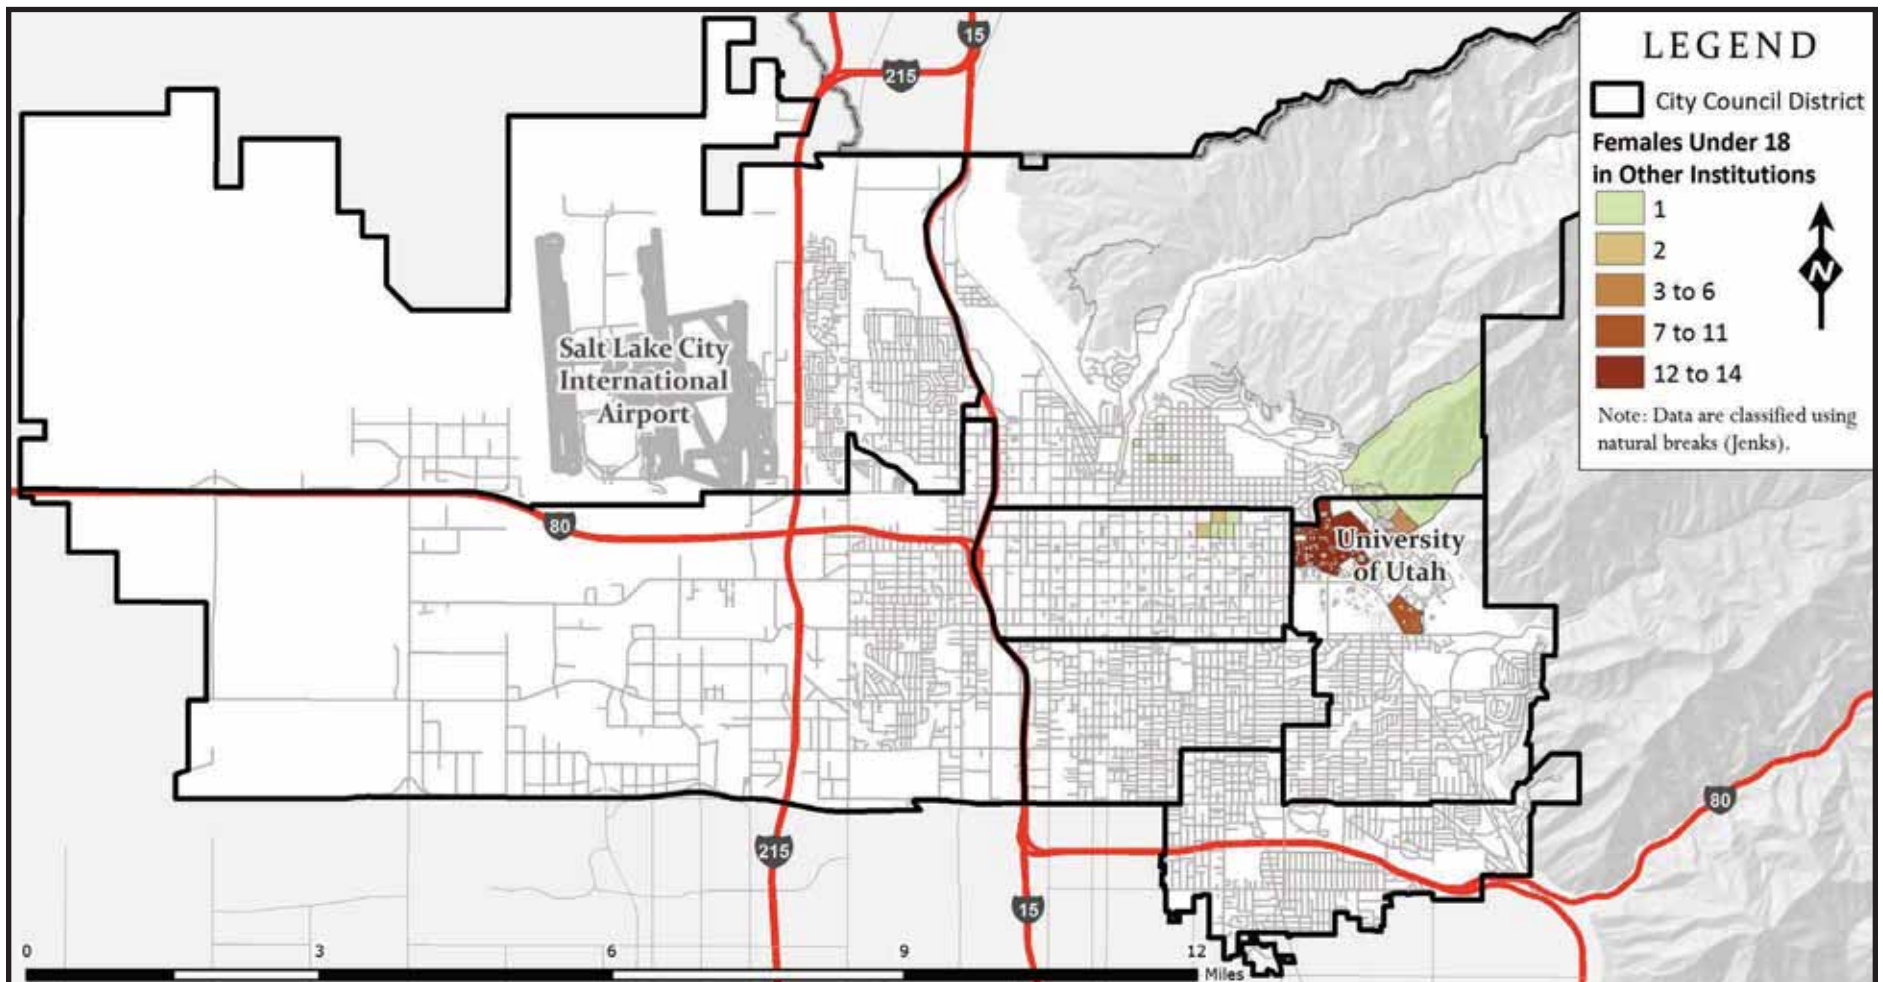 15
215
LEGEND
City Council District
Females Under 18
in Other Institutions
1
2
3 to 6
7 to 11
12 to 14
N
Note: Data are classified using
natural breaks (Jenks).
Salt Lake City
International
Airport
80
University
of Utah
80
215
15
0 3 6 9 12
Miles